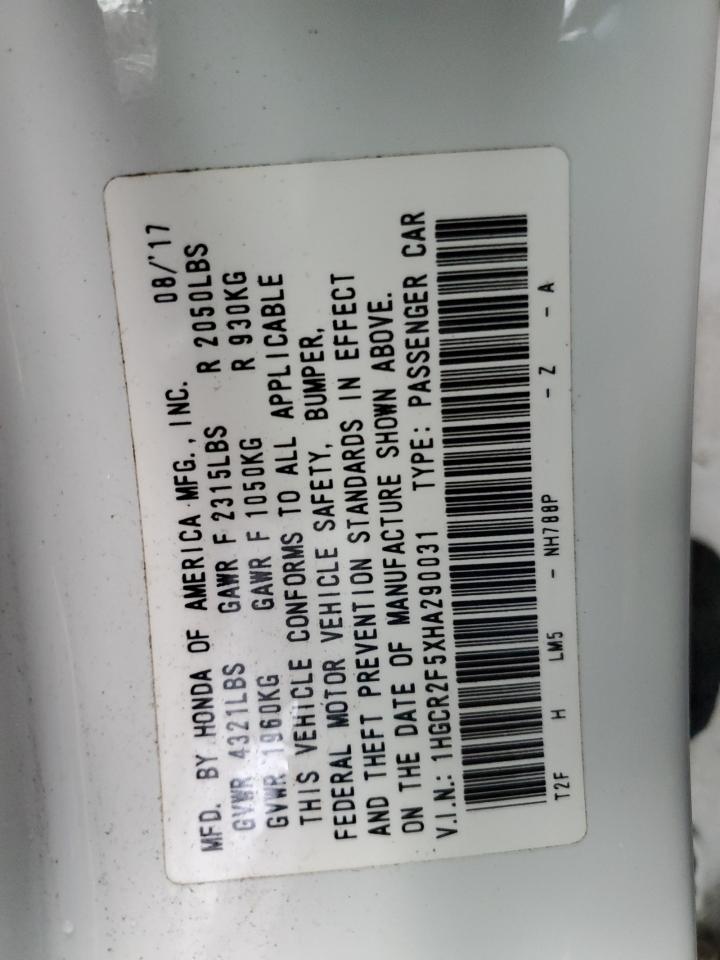 MFD. BY HONDA OF AMERICA MFG., INC. 08/'17
GVWR 4321LBS GAWR F 2315LBS R 2050LBS
GVWR 1960KG GAWR F 1050KG R 930KG
THIS VEHICLE CONFORMS TO ALL APPLICABLE
FEDERAL MOTOR VEHICLE SAFETY, BUMPER,
AND THEFT PREVENTION STANDARDS IN EFFECT
ON THE DATE OF MANUFACTURE SHOWN ABOVE.
V.I.N.: 1HGCR2F5XHA290031 TYPE: PASSENGER CAR
T2F H LM5 - NH788P - Z - A